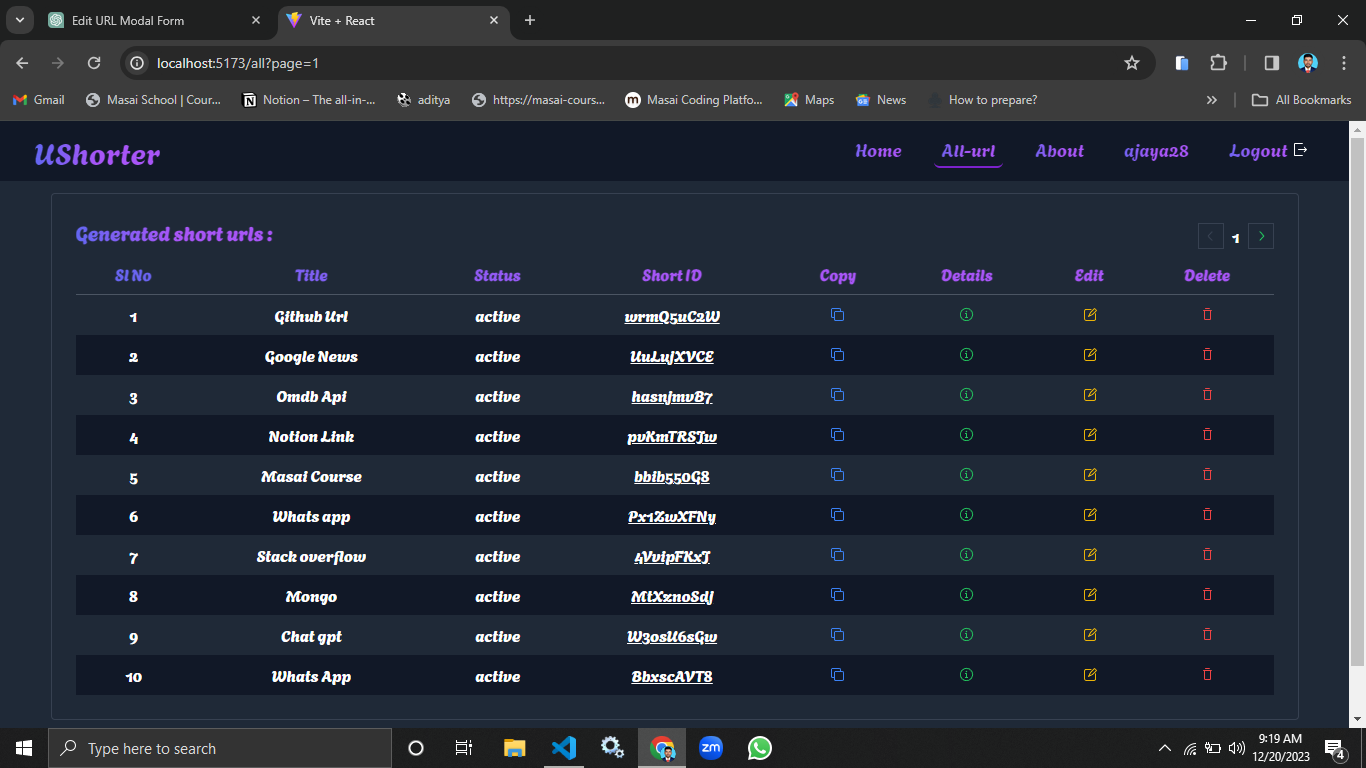 Edit URL Modal Form
Vite + React
localhost:5173/all?page=1
Gmail
Masai School | Cour...
Notion – The all-in-...
aditya
https://masai-cours...
Masai Coding Platfo...
Maps
News
How to prepare?
All Bookmarks
UShorter
Home All-url About ajaya28 Logout
Generated short urls :
1
Sl No Title Status Short ID Copy Details Edit Delete
1 Github Url active wrmQ5uC2W
2 Google News active UuLujXVCE
3 Omdb Api active hasnJmvB7
4 Notion Link active pvKmTRSJw
5 Masai Course active bbib550G8
6 Whats app active Px1ZwXFNy
7 Stack overflow active 4VvipFKxJ
8 Mongo active MtXznoSdj
9 Chat gpt active W3osU6sGw
10 Whats App active BbxscAVT8
Type here to search
zm
9:19 AM
12/20/2023
4